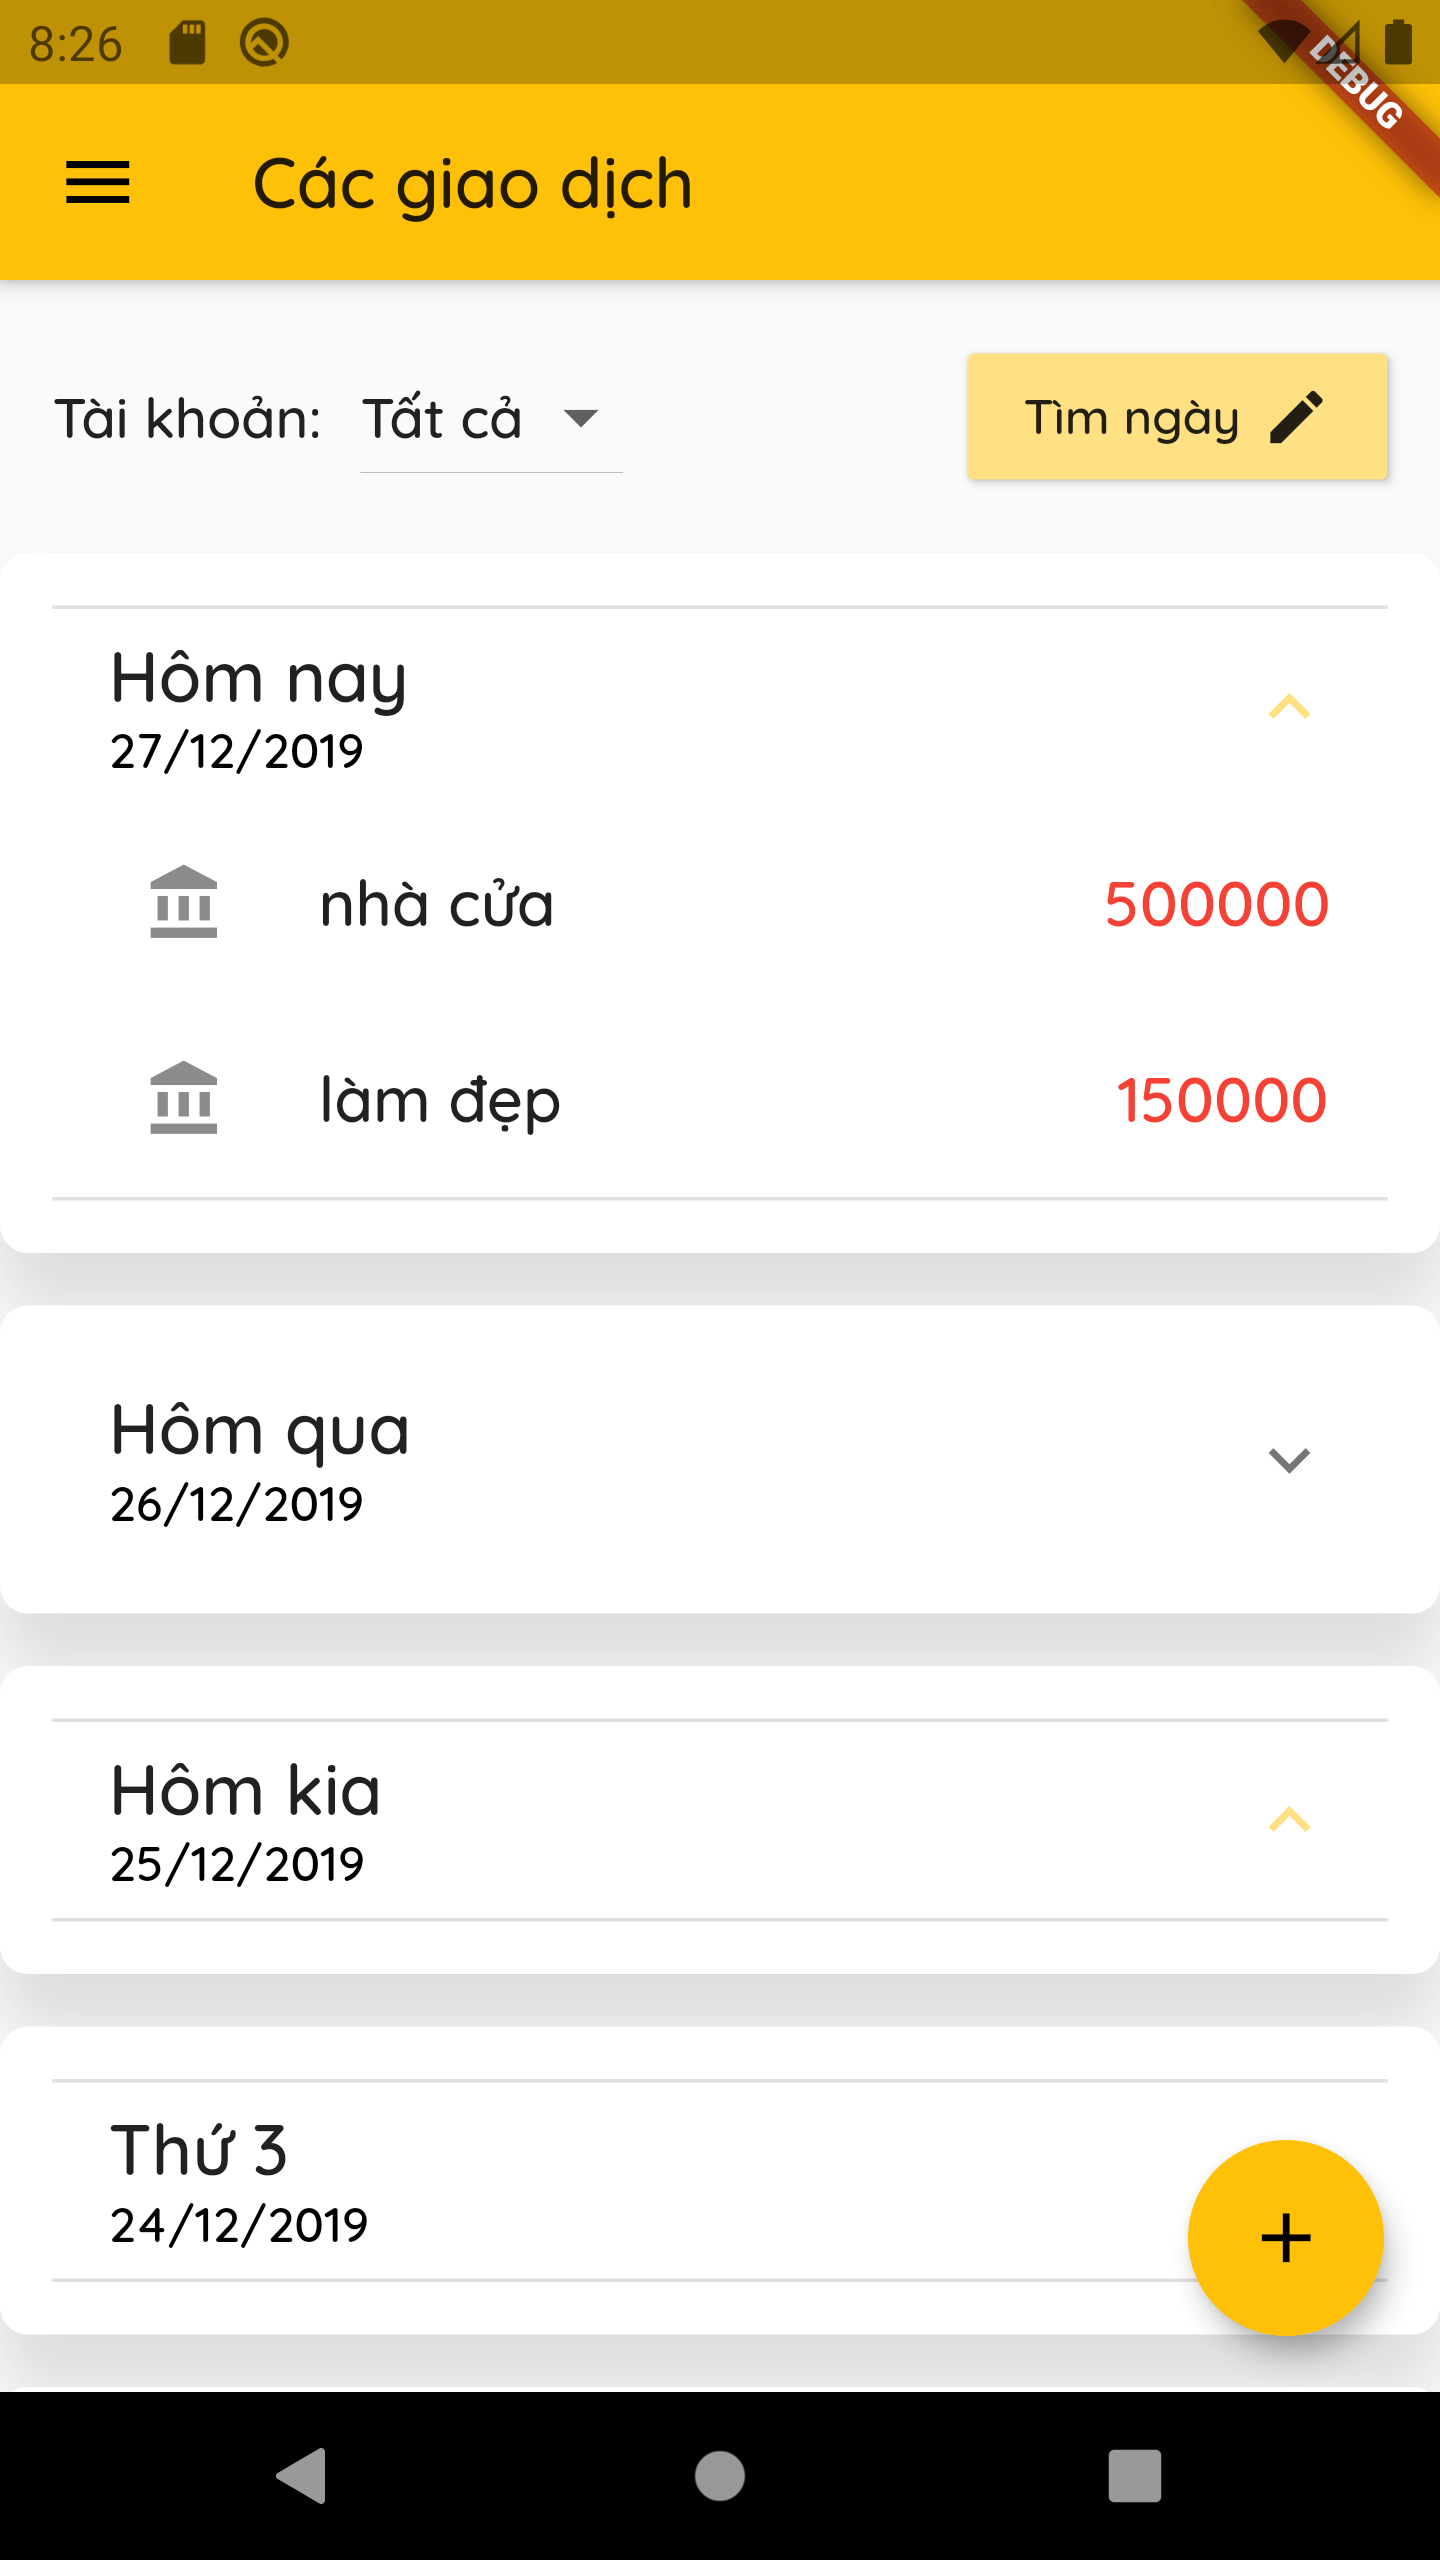 8:26
DEBUG
Các giao dịch
Tài khoản: Tất cả Tìm ngày
Hôm nay
27/12/2019
nhà cửa 500000
làm đẹp 150000
Hôm qua
26/12/2019
Hôm kia
25/12/2019
Thứ 3
24/12/2019